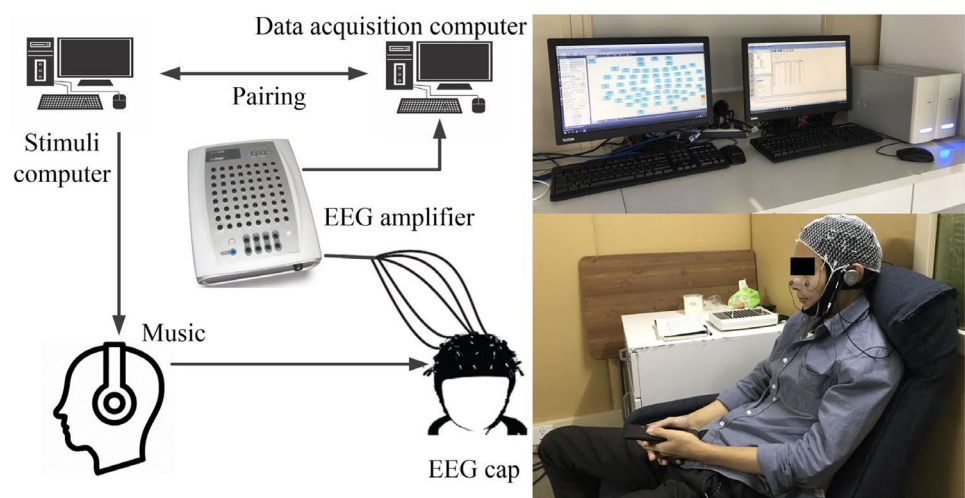 Data acquisition computer
Pairing
Stimuli
computer
EEG amplifier
Music
EEG cap